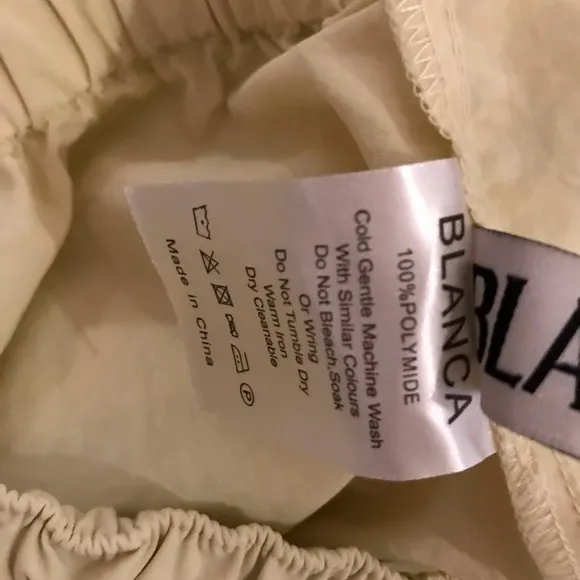 BLANCA
100%POLYMIDE
Cold Gentle Machine Wash
With Similar Colours
Do Not Bleach,Soak
Or Wring
Do Not Tumble Dry
Warm Iron
Dry Cleanable
P
Made in China
BLA